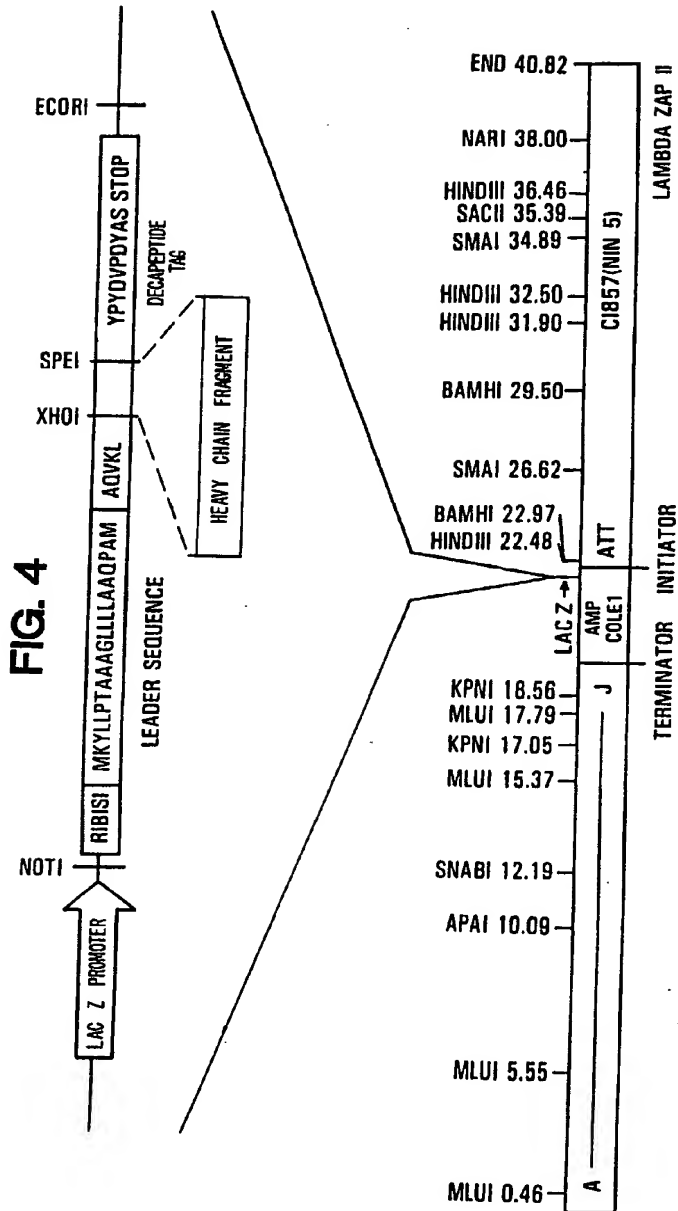 FIG. 4
LAC Z PROMOTER
NOTI
RIBISI
MKYLLPTAAAGLLLLAAQPAM
AQVKL
XHOI
SPEI
YPYDVPDYAS STOP
ECORI
LEADER SEQUENCE
DECAPEPTIDE
TAG
HEAVY CHAIN FRAGMENT
MLUI 0.46
MLUI 5.55
APAI 10.09
SNABI 12.19
MLUI 15.37
KPNI 17.05
MLUI 17.79
KPNI 18.56
LAC Z
HINDIII 22.48
BAMHI 22.97
SMAI 26.62
BAMHI 29.50
HINDIII 31.90
HINDIII 32.50
SMAI 34.89
SACII 35.39
HINDIII 36.46
NARI 38.00
END 40.82
A
J
AMP
COLE1
ATT
CI857(NIN 5)
TERMINATOR
INITIATOR
LAMBDA ZAP II